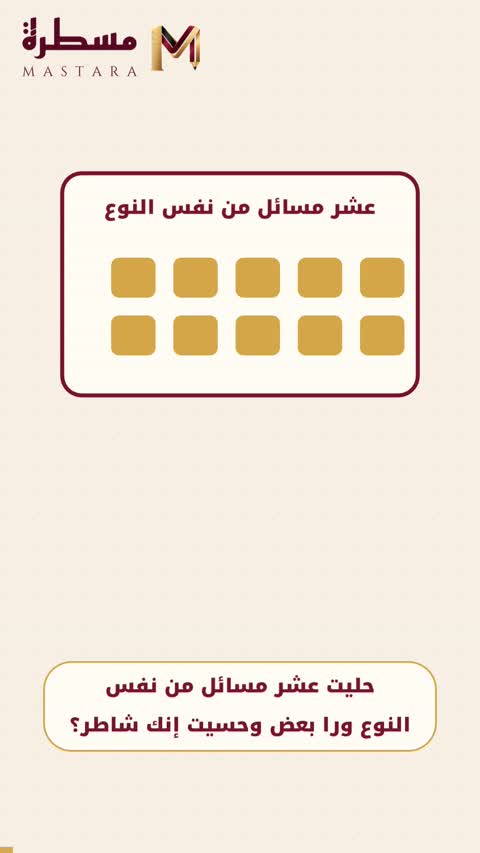 مسطرة
MASTARA
عشر مسائل من نفس النوع
حليت عشر مسائل من نفس
النوع ورا بعض وحسيت إنك شاطر؟